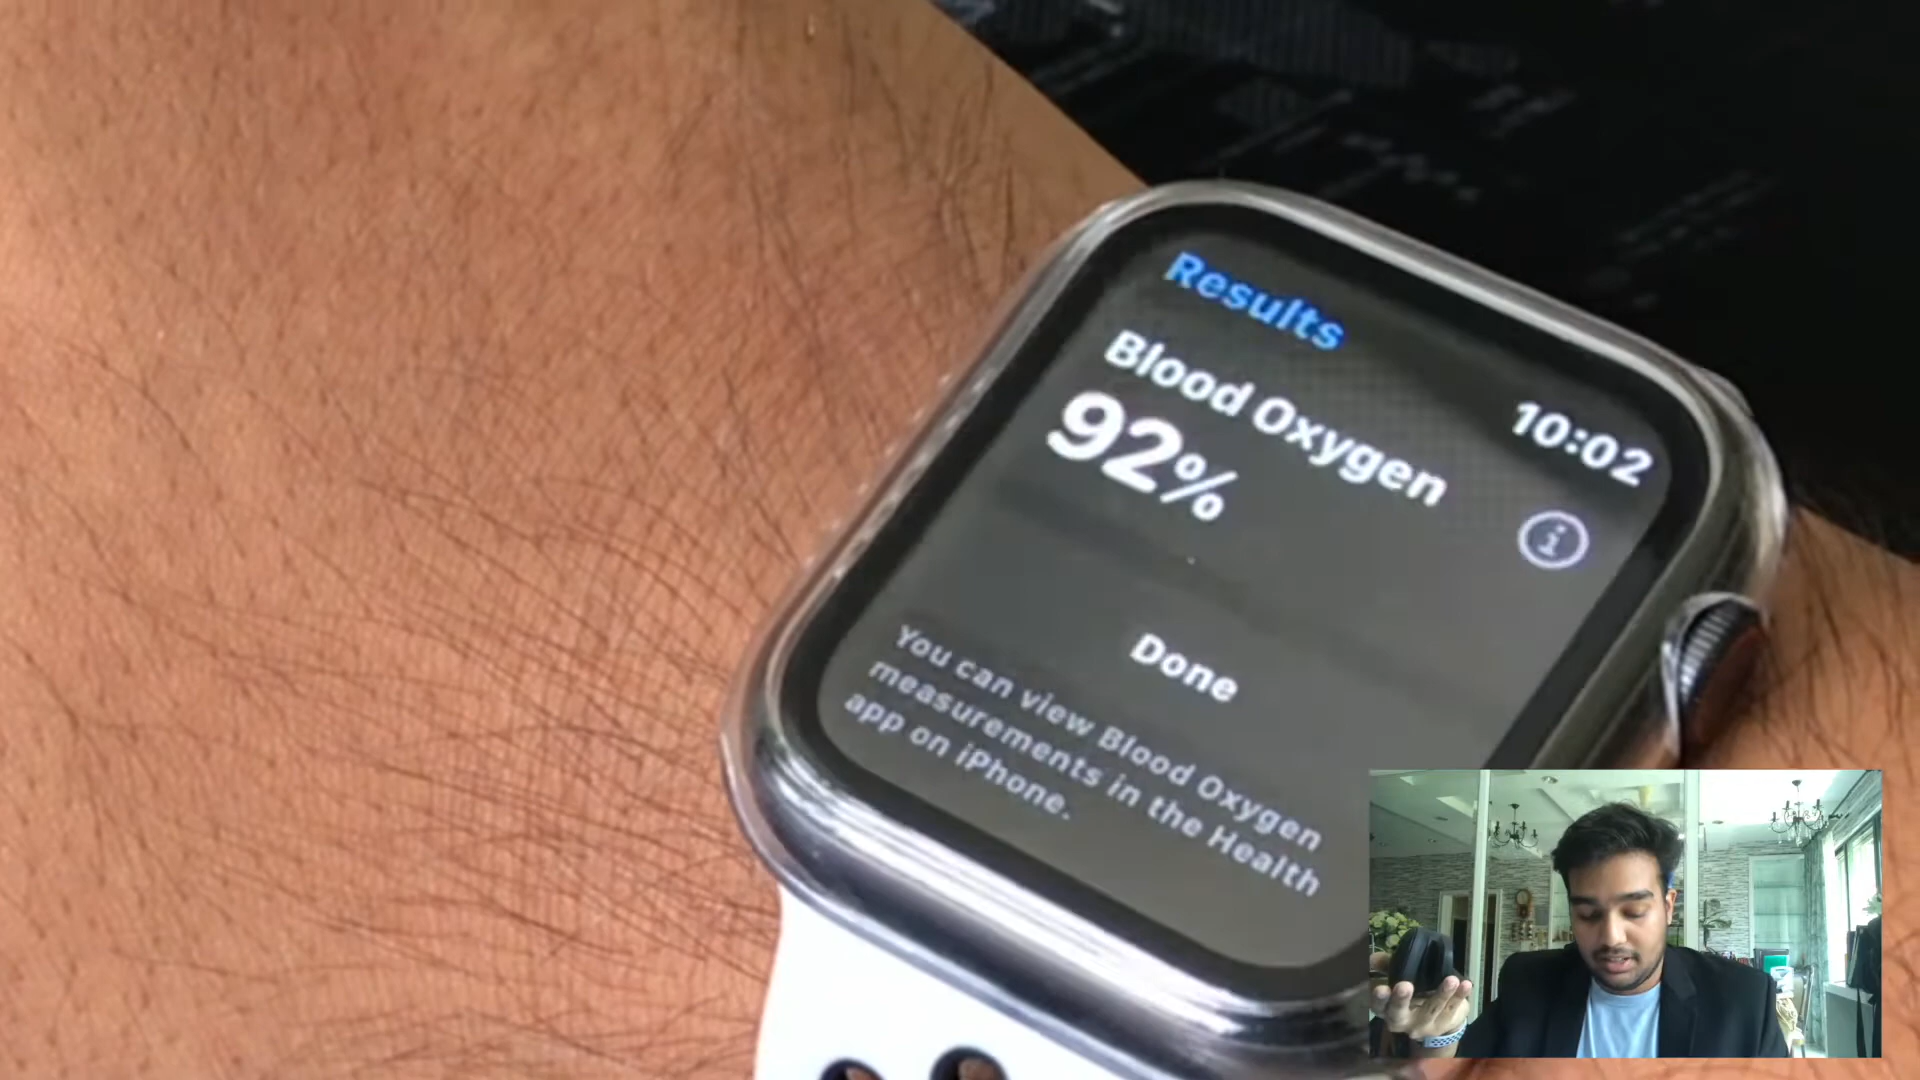 Results
10:02
Blood Oxygen
92%
Done
You can view Blood Oxygen
measurements in the Health
app on iPhone.